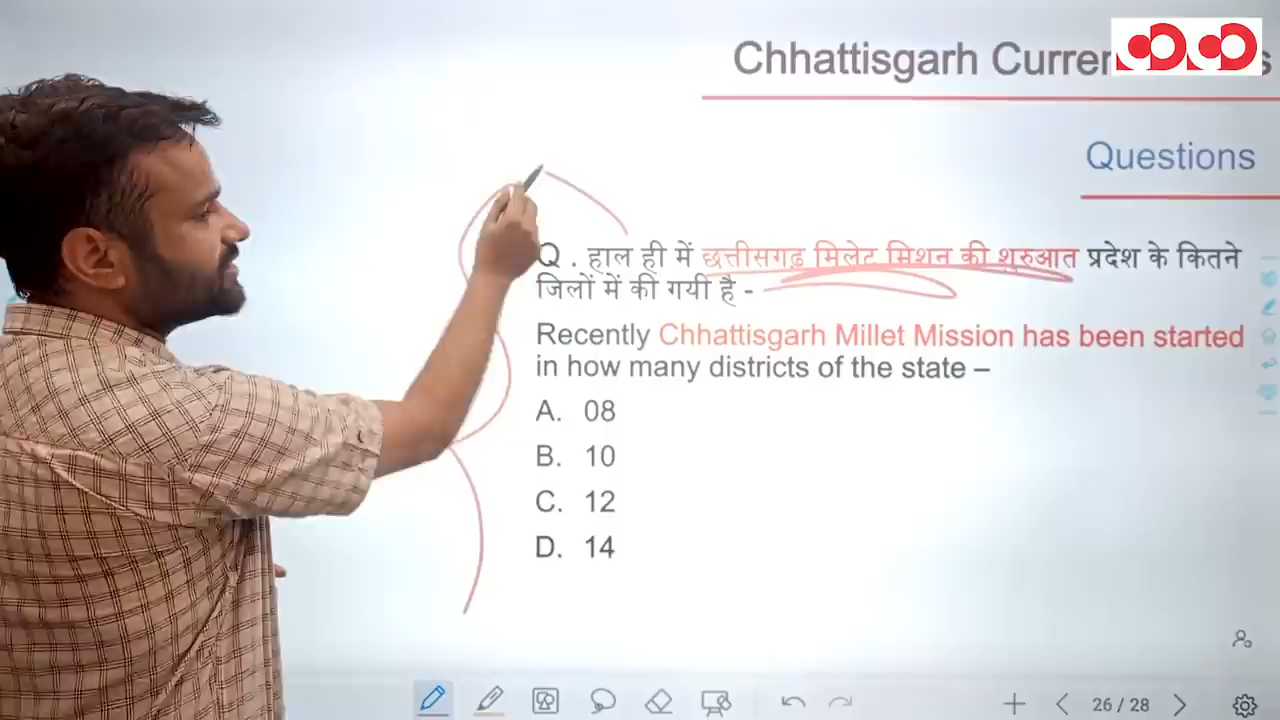 Chhattisgarh Curren s
Questions
Q . हाल ही में छत्तीसगढ़ मिलेट मिशन की शुरुआत प्रदेश के कितने
जिलों में की गयी है -
Recently Chhattisgarh Millet Mission has been started
in how many districts of the state –
A. 08
B. 10
C. 12
D. 14
26 / 28